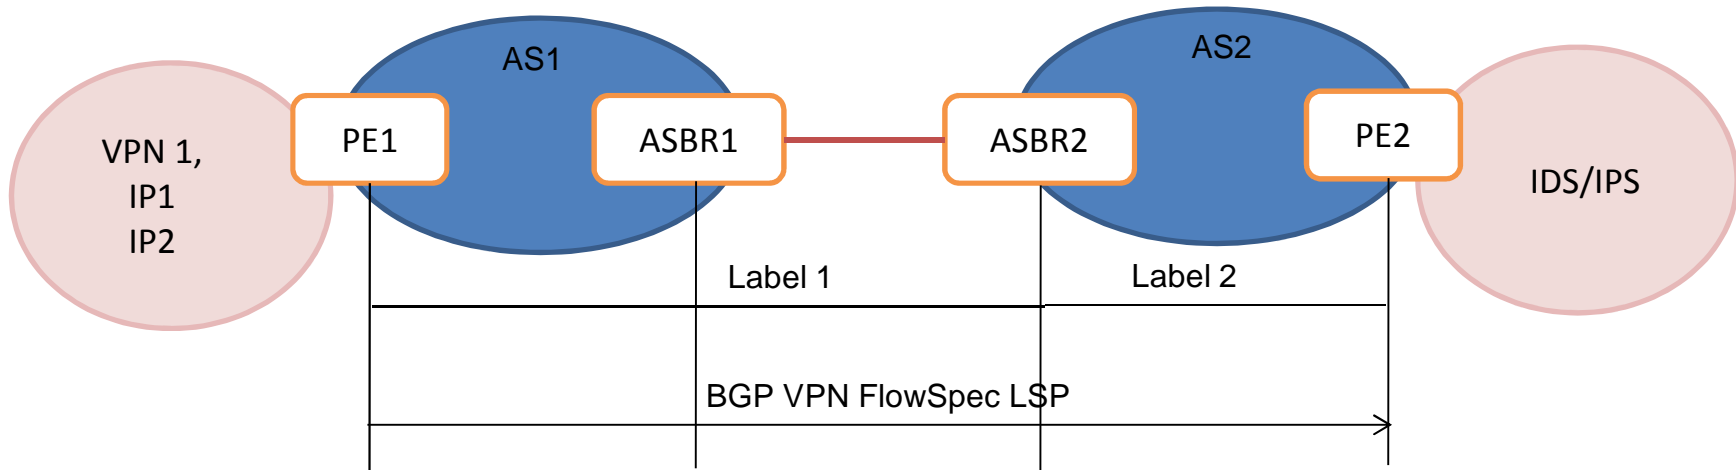 AS1
AS2
PE1
ASBR1
ASBR2
PE2
VPN 1,
IP1
IP2
IDS/IPS
Label 1
Label 2
BGP VPN FlowSpec LSP